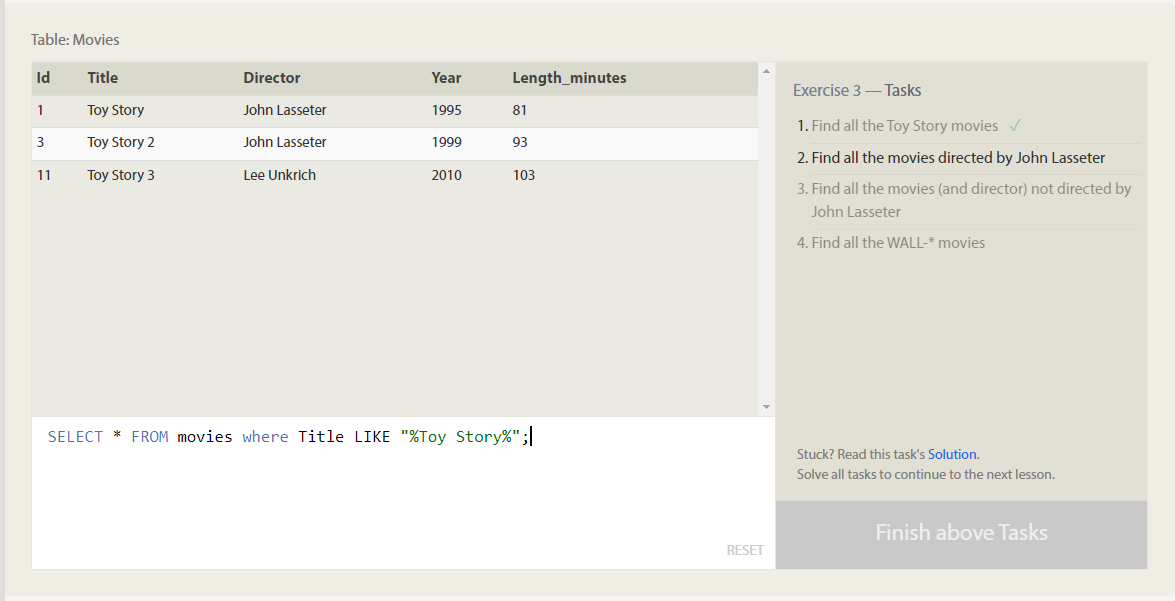 Table: Movies
Id Title Director Year Length_minutes
1 Toy Story John Lasseter 1995 81
3 Toy Story 2 John Lasseter 1999 93
11 Toy Story 3 Lee Unkrich 2010 103
SELECT * FROM movies where Title LIKE "%Toy Story%";
RESET
Exercise 3 — Tasks
1. Find all the Toy Story movies ✓
2. Find all the movies directed by John Lasseter
3. Find all the movies (and director) not directed by
John Lasseter
4. Find all the WALL-* movies
Stuck? Read this task's Solution.
Solve all tasks to continue to the next lesson.
Finish above Tasks